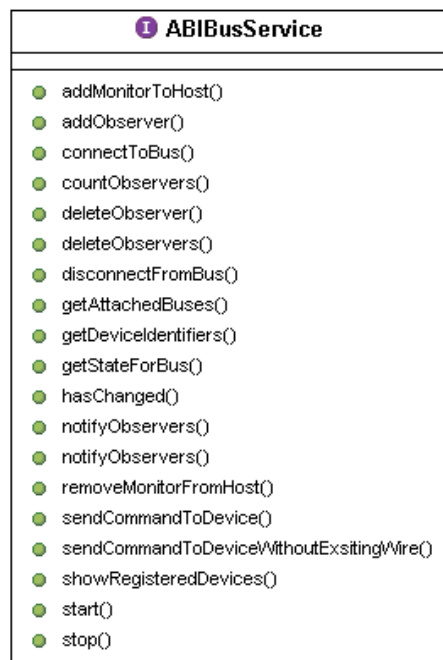 I ABIBusService
addMonitorToHost()
addObserver()
connectToBus()
countObservers()
deleteObserver()
deleteObservers()
disconnectFromBus()
getAttachedBuses()
getDeviceIdentifiers()
getStateForBus()
hasChanged()
notifyObservers()
notifyObservers()
removeMonitorFromHost()
sendCommandToDevice()
sendCommandToDeviceWithoutExsitingWire()
showRegisteredDevices()
start()
stop()